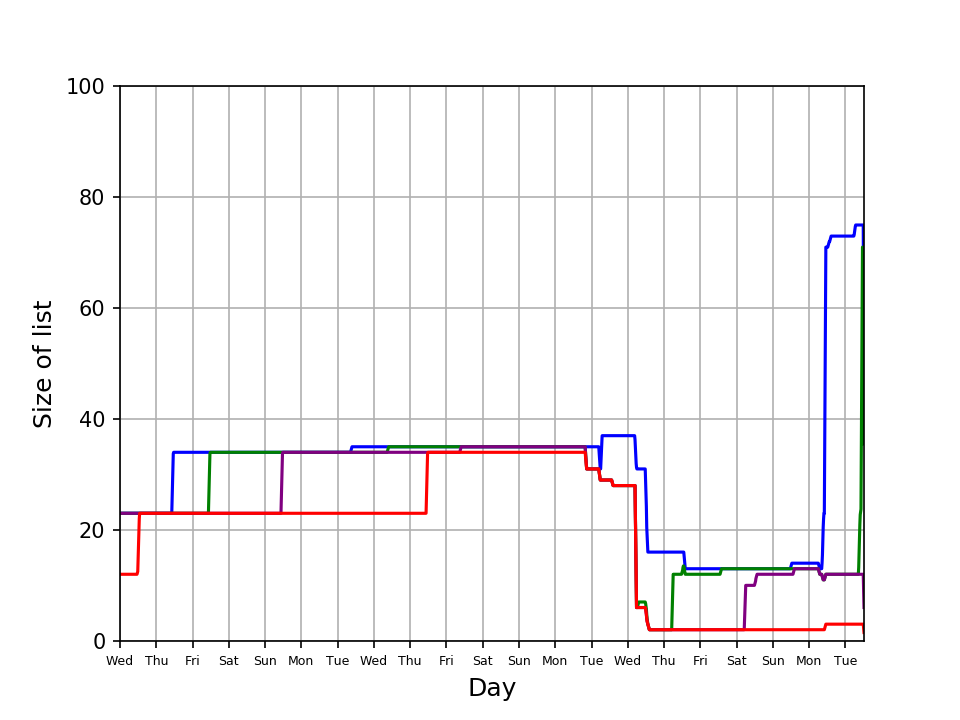 100
80
60
40
20
0
Size of list
Wed Thu Fri Sat Sun Mon Tue Wed Thu Fri Sat Sun Mon Tue Wed Thu Fri Sat Sun Mon Tue
Day